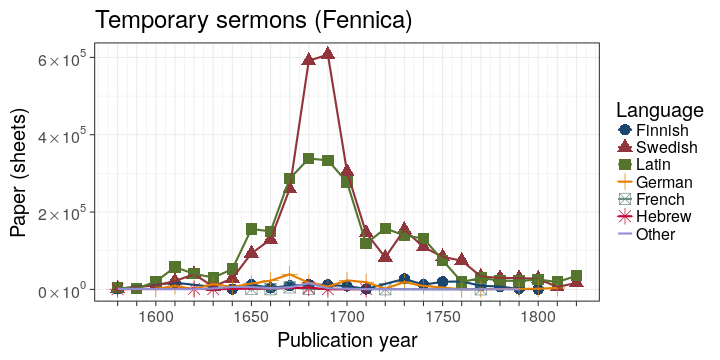 Temporary sermons (Fennica)
Paper (sheets)
6 × 10⁵
4 × 10⁵
2 × 10⁵
0 × 10⁰
1600
1650
1700
1750
1800
Publication year
Language
Finnish
Swedish
Latin
German
French
Hebrew
Other